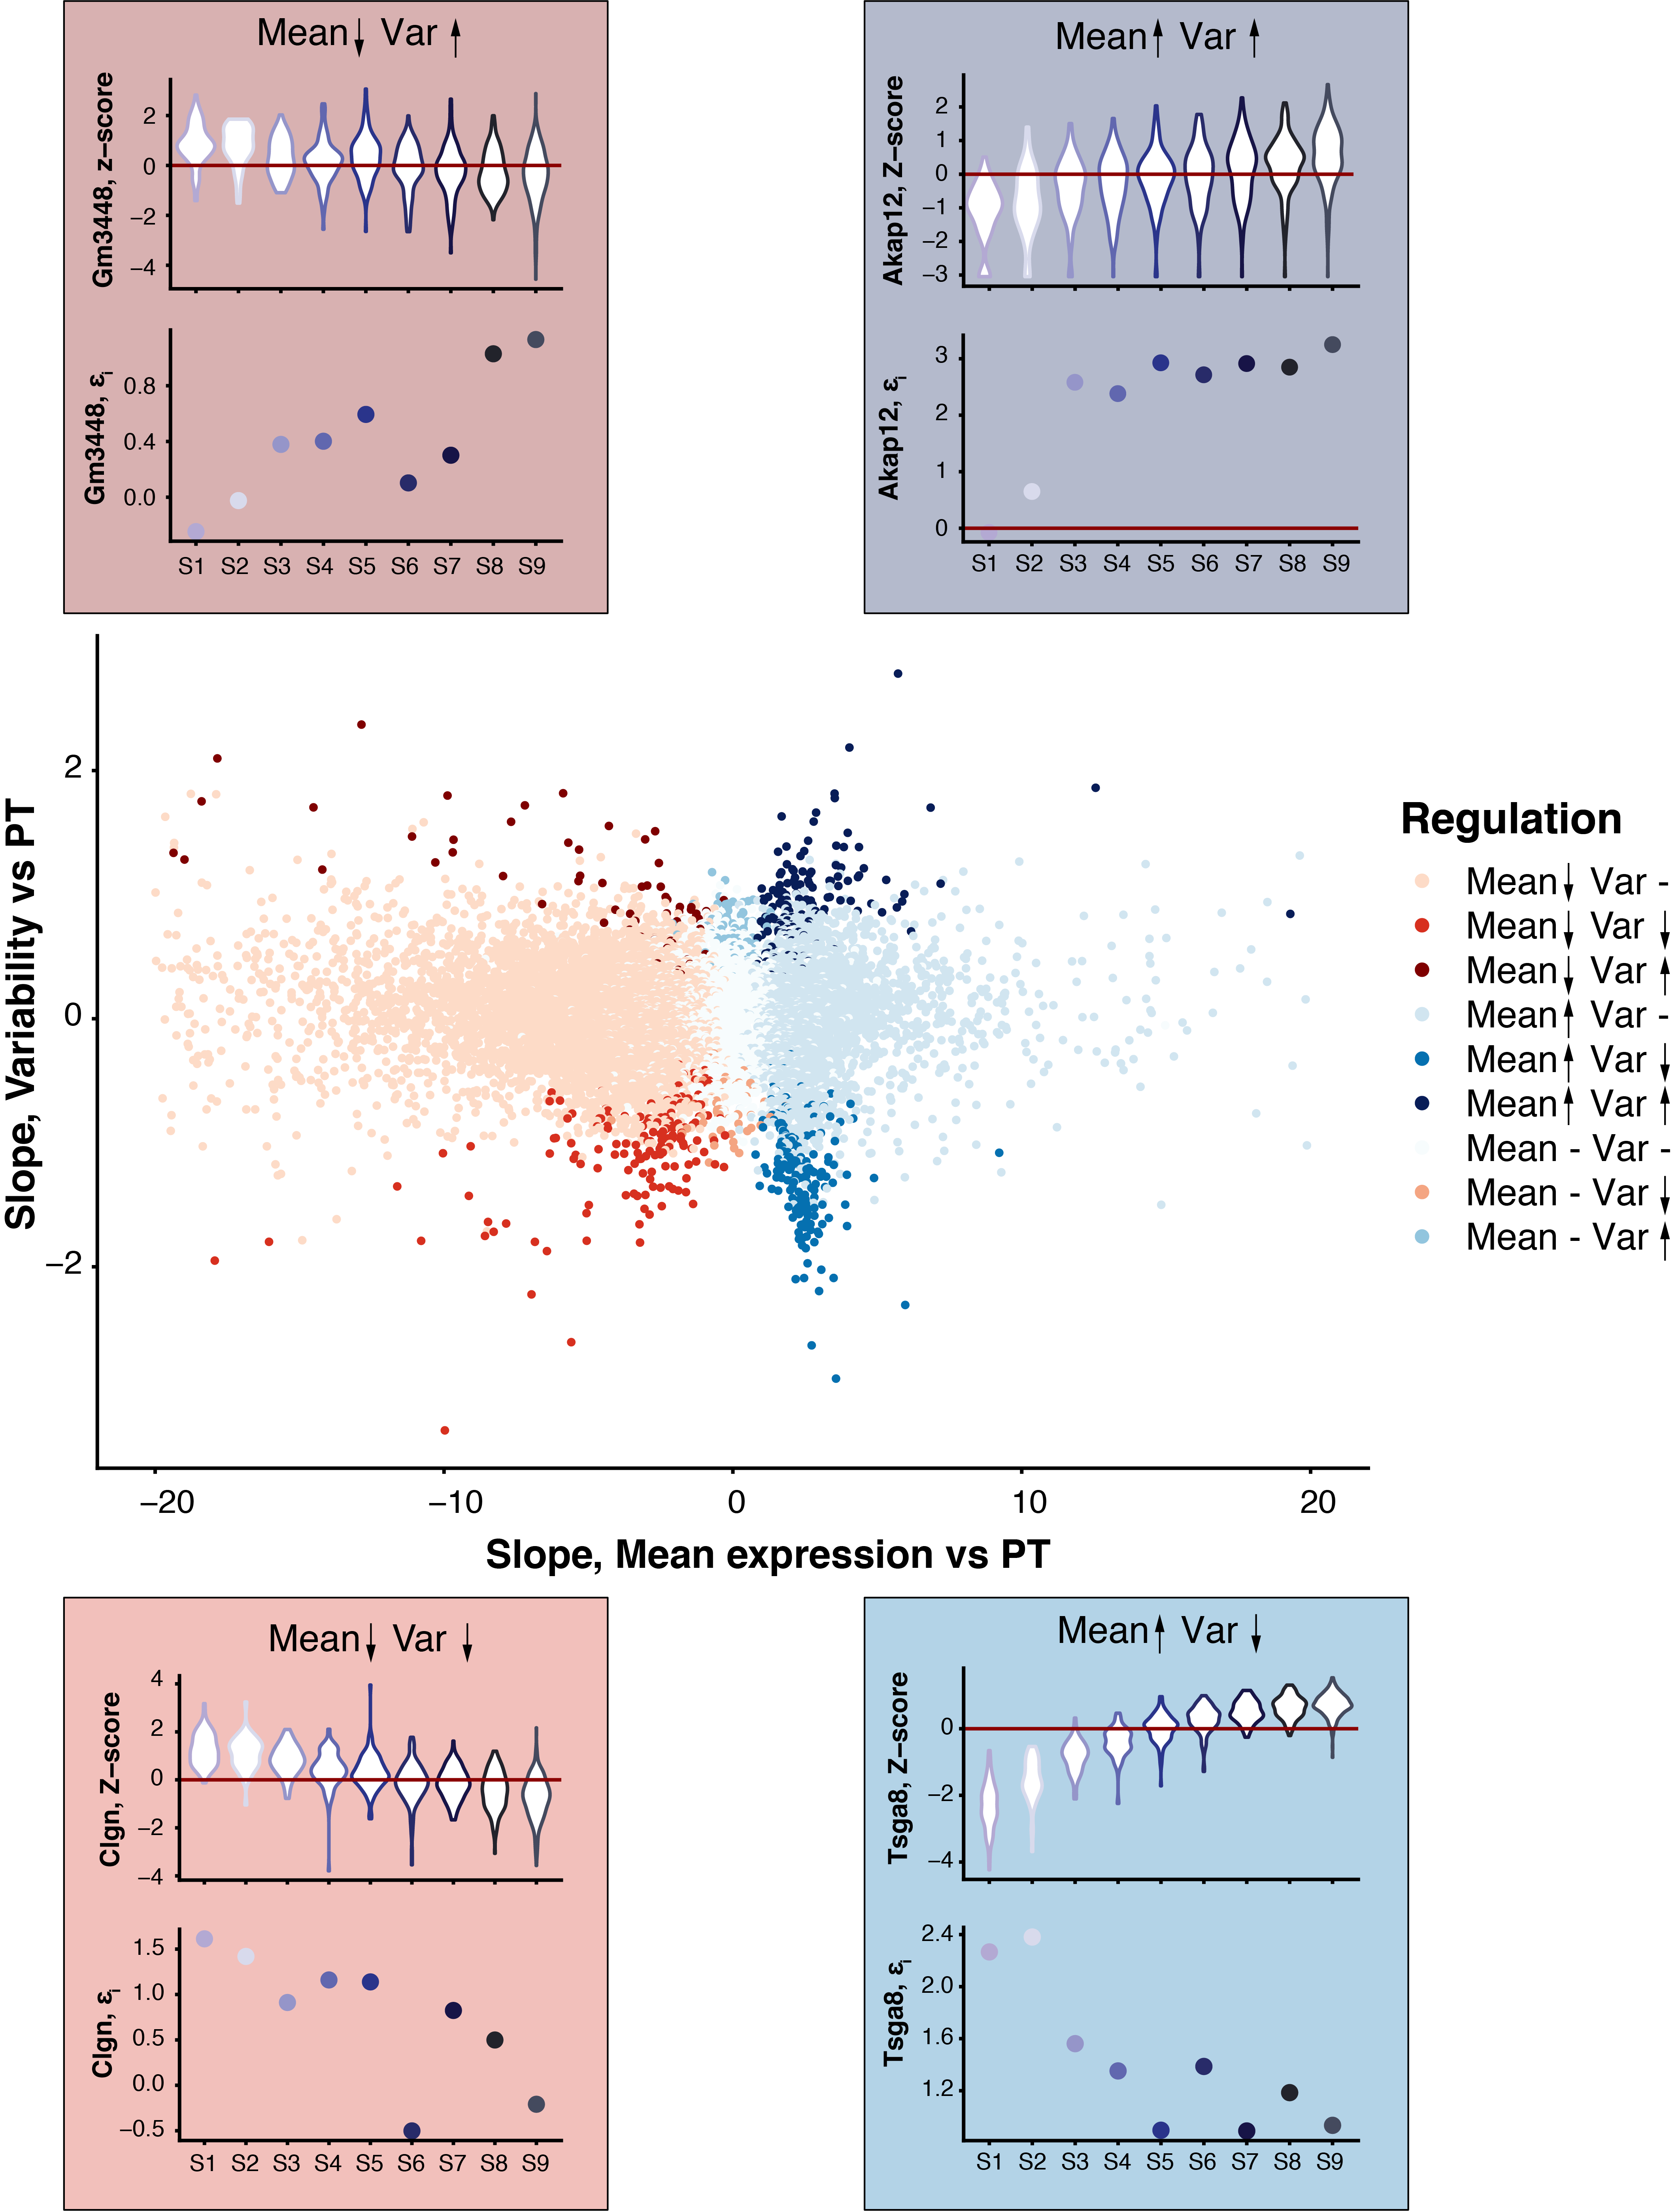 Mean↓ Var ↑
Gm3448, z−score
2
0
−2
−4
Gm3448, εi
0.8
0.4
0.0
S1 S2 S3 S4 S5 S6 S7 S8 S9
Mean↑ Var ↑
Akap12, Z−score
2
1
0
−1
−2
−3
Akap12, εi
3
2
1
0
S1 S2 S3 S4 S5 S6 S7 S8 S9
Slope, Variability vs PT
2
0
−2
−20 −10 0 10 20
Slope, Mean expression vs PT
Regulation
Mean↓ Var -
Mean↓ Var ↓
Mean↓ Var ↑
Mean↑ Var -
Mean↑ Var ↓
Mean↑ Var ↑
Mean - Var -
Mean - Var ↓
Mean - Var ↑
Mean↓ Var ↓
Clgn, Z−score
4
2
0
−2
−4
Clgn, εi
1.5
1.0
0.5
0.0
−0.5
S1 S2 S3 S4 S5 S6 S7 S8 S9
Mean↑ Var ↓
Tsga8, Z−score
0
−2
−4
Tsga8, εi
2.4
2.0
1.6
1.2
S1 S2 S3 S4 S5 S6 S7 S8 S9